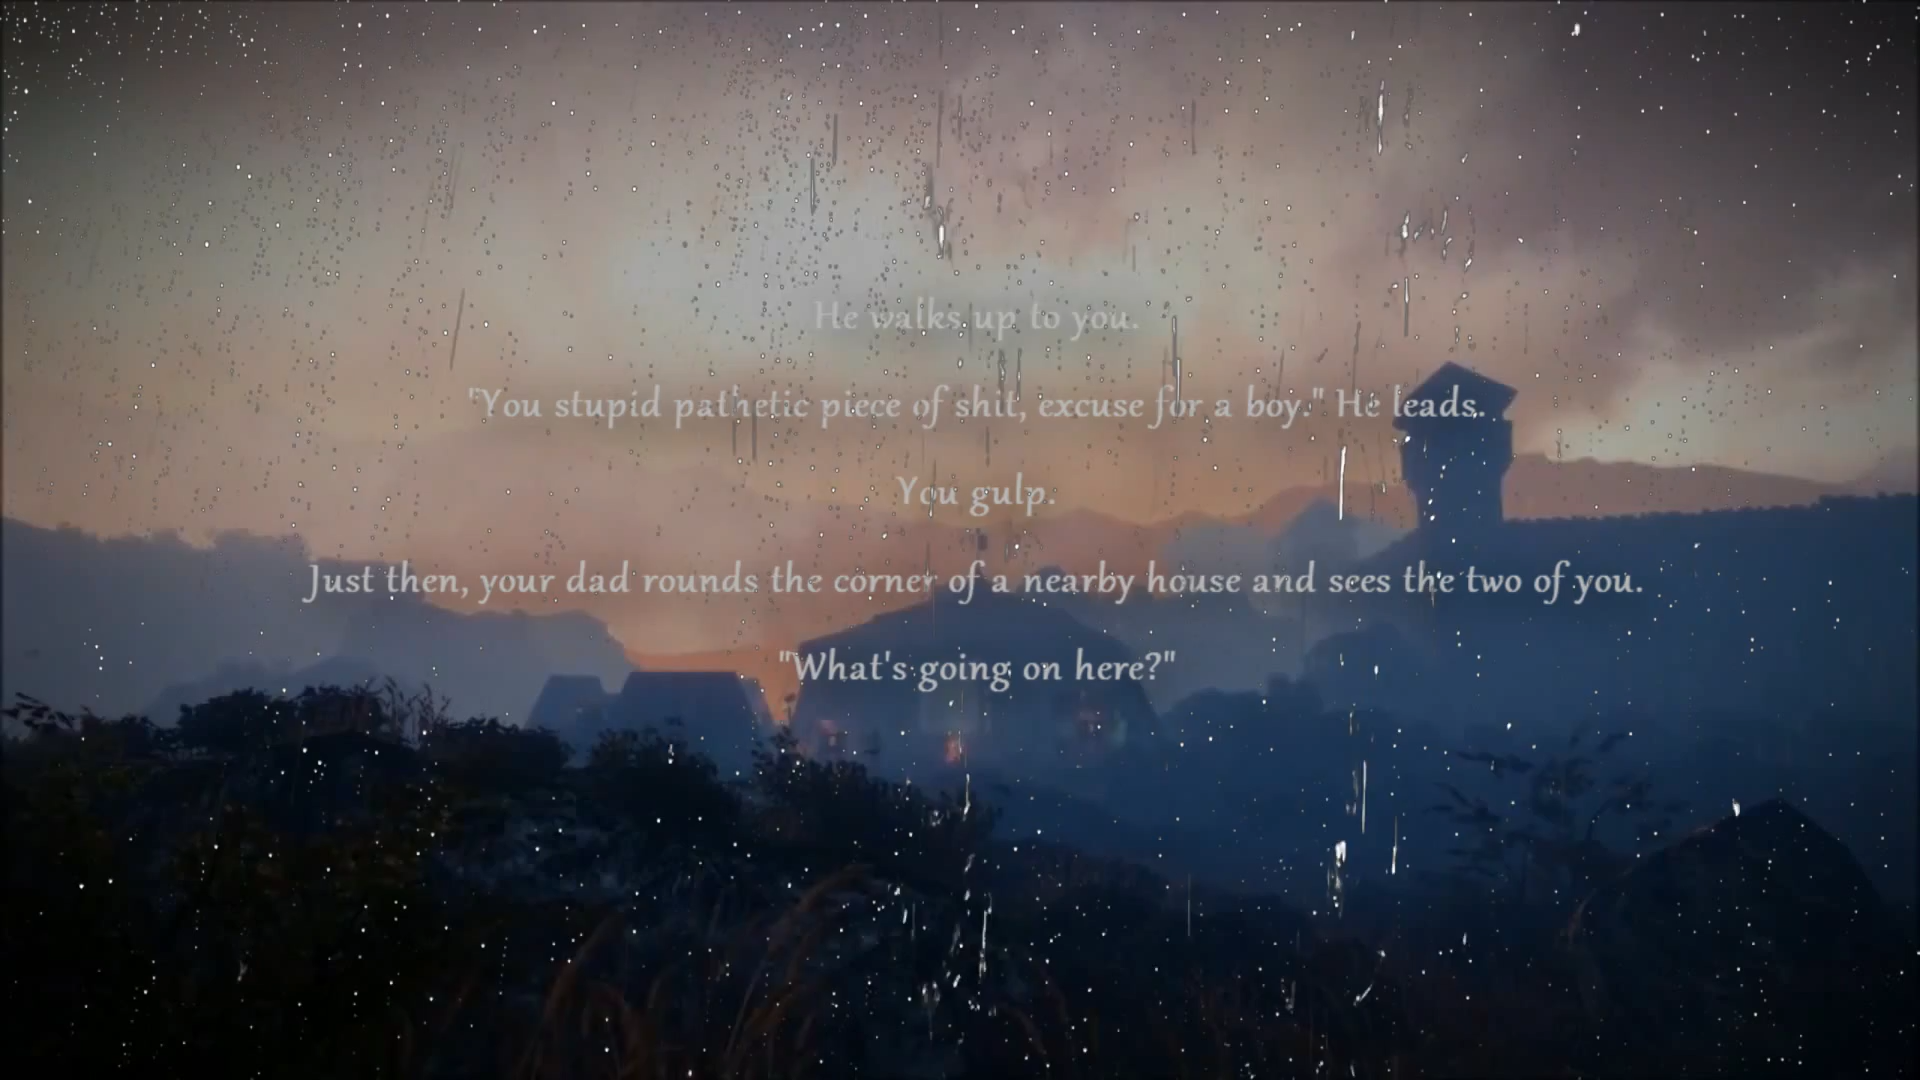 He walks up to you.
"You stupid pathetic piece of shit, excuse for a boy." He leads.
You gulp.
Just then, your dad rounds the corner of a nearby house and sees the two of you.
"What's going on here?"